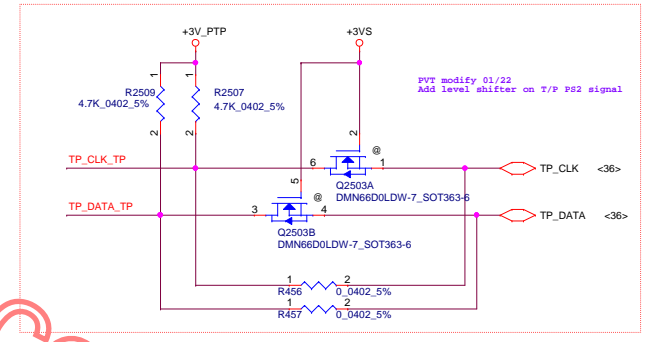 +3V_PTP
+3VS
PVT modify 01/22
Add level shifter on T/P PS2 signal
1
1
R2509
4.7K_0402_5%
R2507
4.7K_0402_5%
2
2
2
@
TP_CLK_TP
6
1
TP_CLK
<36>
Q2503A
DMN66D0LDW-7_SOT363-6
5
@
TP_DATA_TP
3
4
TP_DATA
<36>
Q2503B
DMN66D0LDW-7_SOT363-6
1
2
R456
0_0402_5%
1
2
R457
0_0402_5%